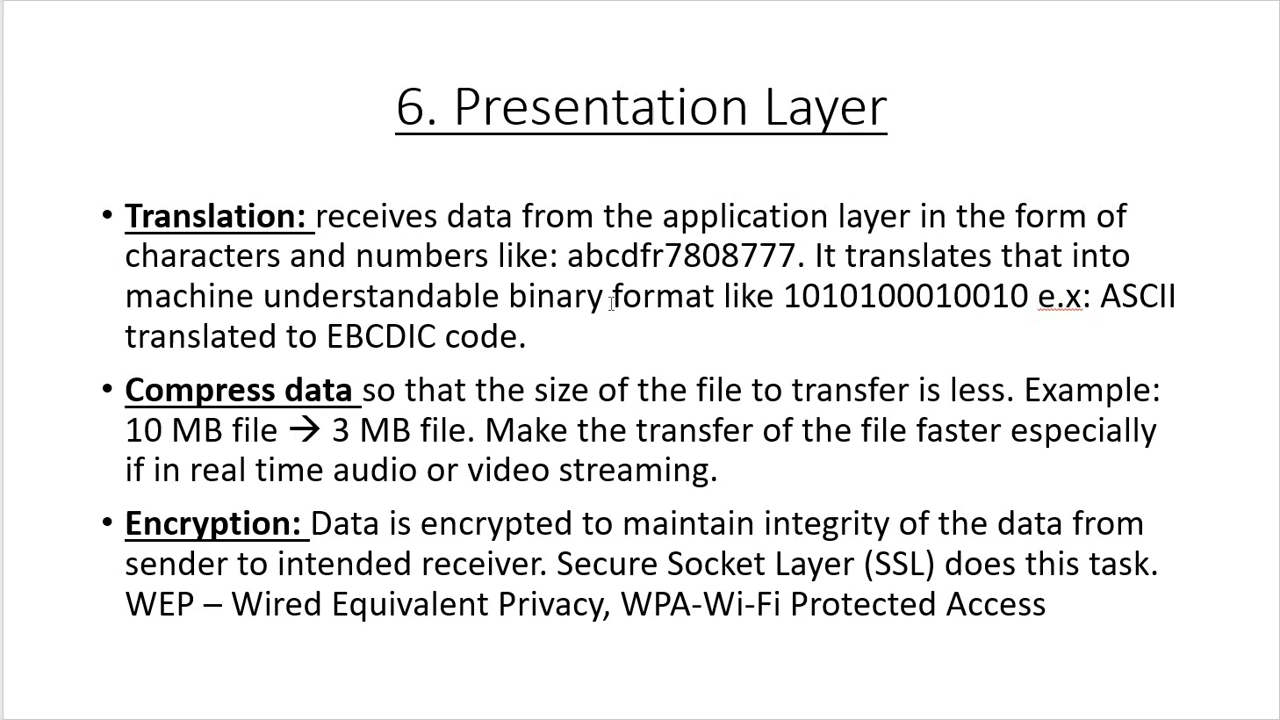 6. Presentation Layer
• Translation: receives data from the application layer in the form of
characters and numbers like: abcdfr7808777. It translates that into
machine understandable binary format like 1010100010010 e.x: ASCII
translated to EBCDIC code.
• Compress data so that the size of the file to transfer is less. Example:
10 MB file → 3 MB file. Make the transfer of the file faster especially
if in real time audio or video streaming.
• Encryption: Data is encrypted to maintain integrity of the data from
sender to intended receiver. Secure Socket Layer (SSL) does this task.
WEP – Wired Equivalent Privacy, WPA-Wi-Fi Protected Access